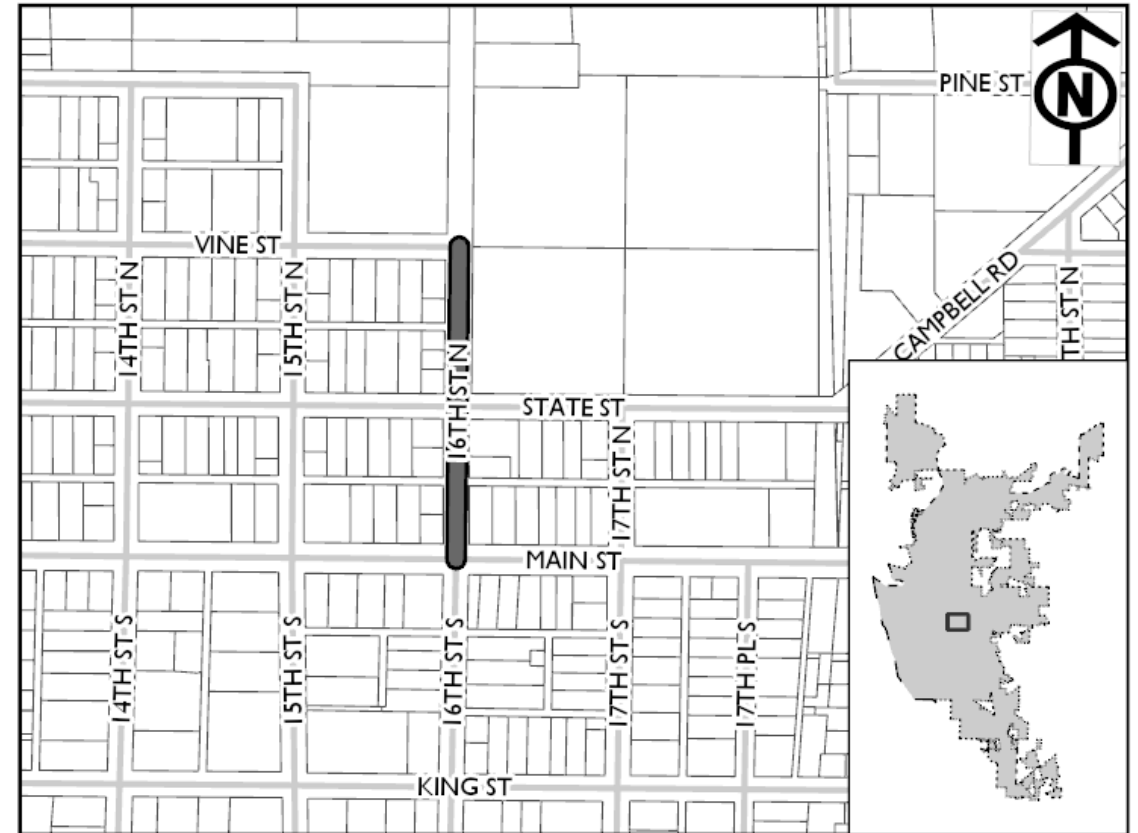 PINE ST
N
VINE ST
14TH ST N
15TH ST N
16TH ST N
CAMPBELL RD
TH ST N
STATE ST
17TH ST N
MAIN ST
14TH ST S
15TH ST S
16TH ST S
17TH ST S
17TH PL S
KING ST